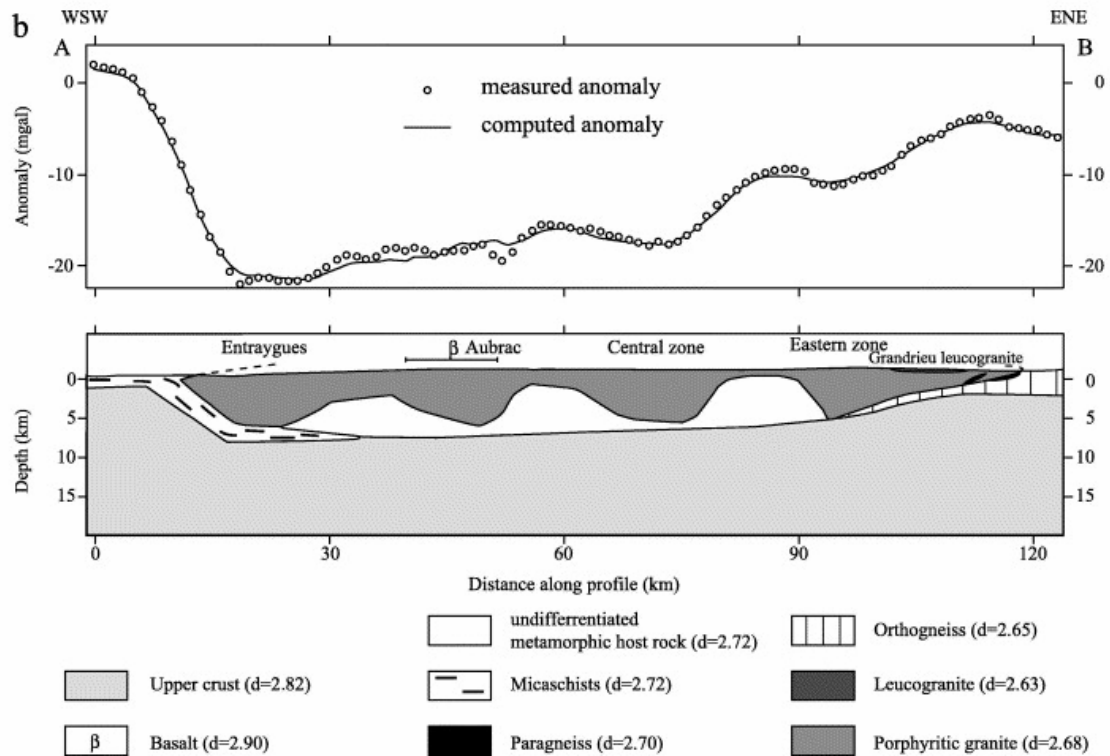 b
WSW
ENE
A
B
0
-10
-20
Anomaly (mgal)
0
-10
-20
measured anomaly
computed anomaly
Entraygues
β Aubrac
Central zone
Eastern zone
Grandrieu leucogranite
0
5
10
15
Depth (km)
0
5
10
15
0
30
60
90
120
Distance along profile (km)
undifferentiated
metamorphic host rock (d=2.72)
Orthogneiss (d=2.65)
Upper crust (d=2.82)
Micaschists (d=2.72)
Leucogranite (d=2.63)
β
Basalt (d=2.90)
Paragneiss (d=2.70)
Porphyritic granite (d=2.68)